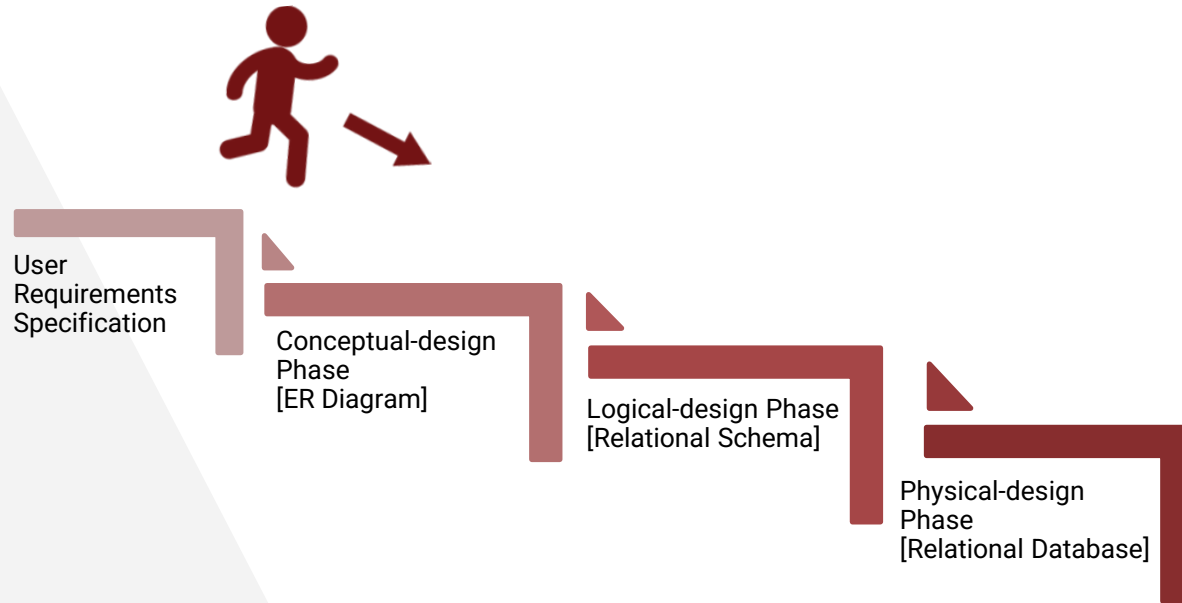 User
Requirements
Specification
Conceptual-design
Phase
[ER Diagram]
Logical-design Phase
[Relational Schema]
Physical-design
Phase
[Relational Database]